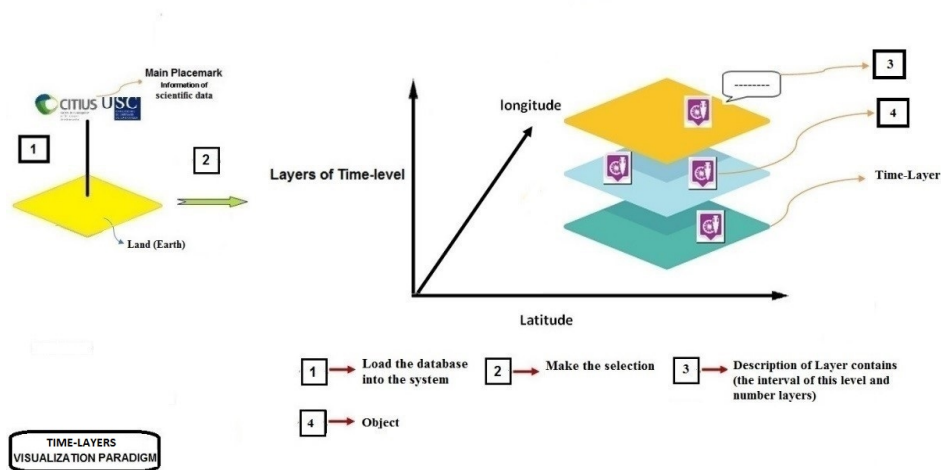 Main Placemark
Information of
scientific data
CITIUS USC
1
2
Land (Earth)
Layers of Time-level
longitude
Latitude
--------
3
4
Time-Layer
1 Load the database
into the system
2 Make the selection
3 Description of Layer contains
(the interval of this level and
number layers)
4 Object
TIME-LAYERS
VISUALIZATION PARADIGM